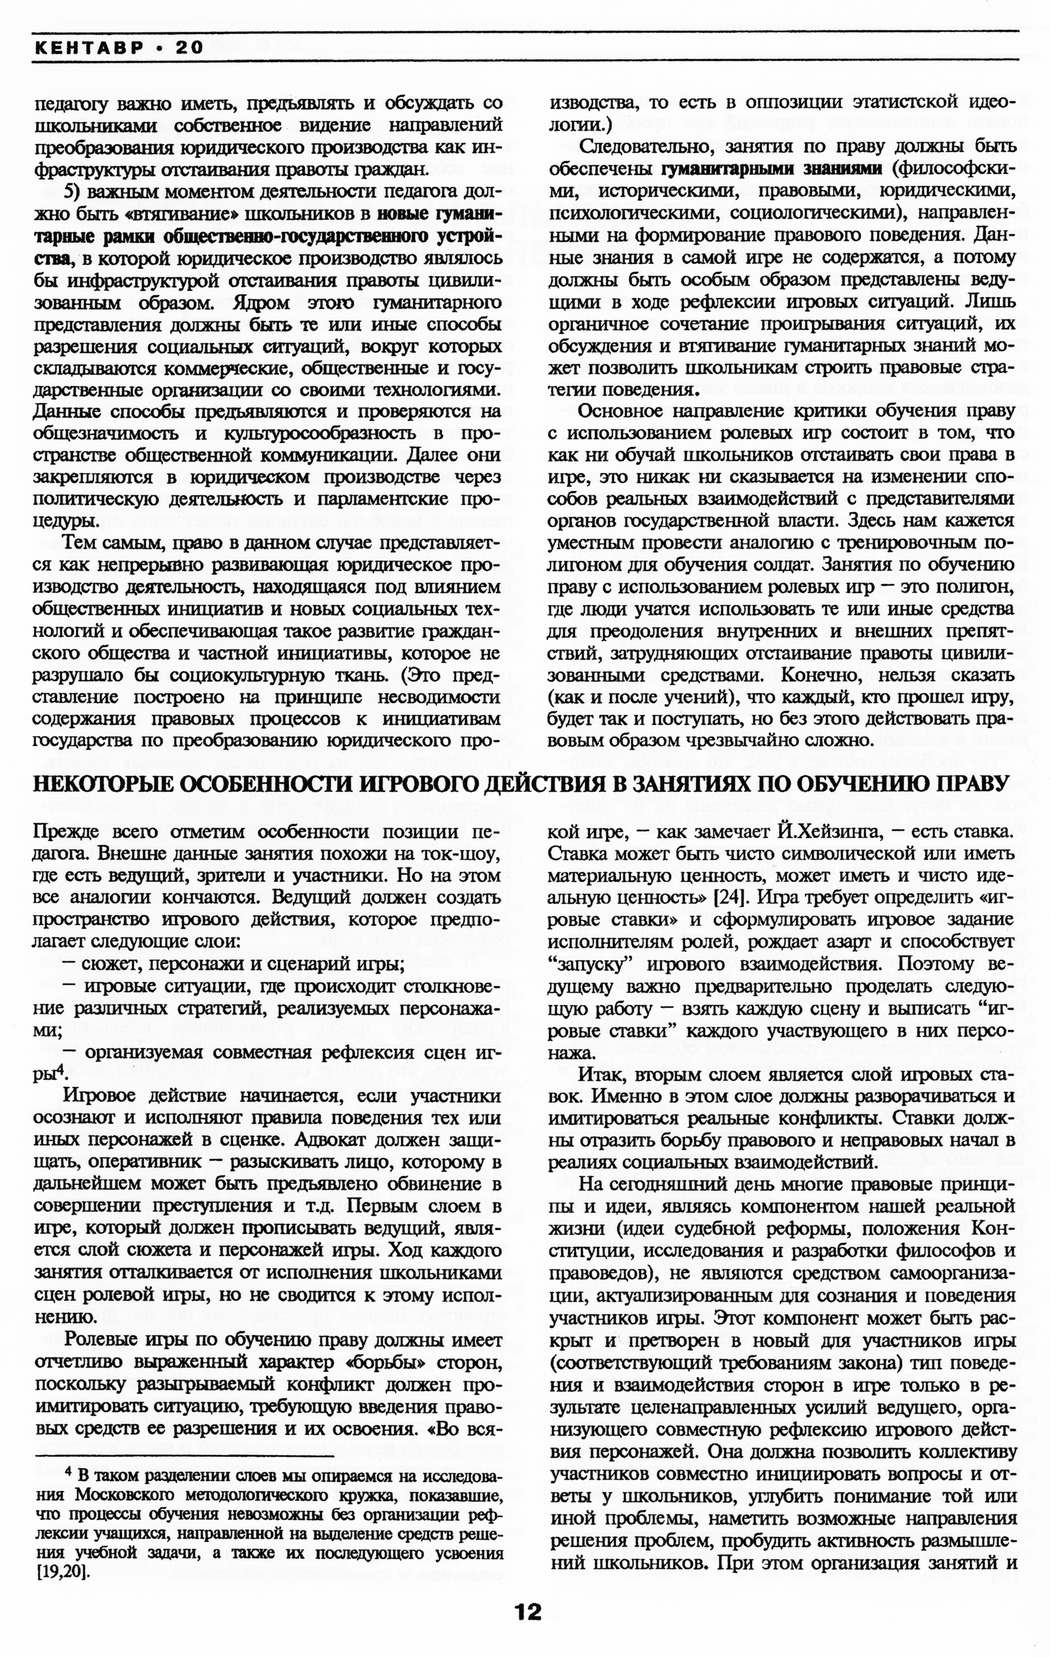 КЕНТАВР • 20
педагогу важно иметь, предъявлять и обсуждать со
школьниками собственное видение направлений
преобразования юридического производства как ин-
фраструктуры отстаивания правоты граждан.
5) важным моментом деятельности педагога дол-
жно быть «втягивание» школьников в новые гумани-
тарные рамки общественно-государственного устрой-
ства, в которой юридическое производство являлось
бы инфраструктурой отстаивания правоты цивили-
зованным образом. Ядром этого гуманитарного
представления должны быть те или иные способы
разрешения социальных ситуаций, вокруг которых
складываются коммерческие, общественные и госу-
дарственные организации со своими технологиями.
Данные способы предъявляются и проверяются на
общезначимость и культуросообразность в про-
странстве общественной коммуникации. Далее они
закрепляются в юридическом производстве через
политическую деятельность и парламентские про-
цедуры.
Тем самым, право в данном случае представляет-
ся как непрерывно развивающая юридическое про-
изводство деятельность, находящаяся под влиянием
общественных инициатив и новых социальных тех-
нологий и обеспечивающая такое развитие граждан-
ского общества и частной инициативы, которое не
разрушало бы социокультурную ткань. (Это пред-
ставление построено на принципе несводимости
содержания правовых процессов к инициативам
государства по преобразованию юридического про-
изводства, то есть в оппозиции этатистской идео-
логии.)
Следовательно, занятия по праву должны быть
обеспечены гуманитарными знаниями (философски-
ми, историческими, правовыми, юридическими,
психологическими, социологическими), направлен-
ными на формирование правового поведения. Дан-
ные знания в самой игре не содержатся, а потому
должны быть особым образом представлены веду-
щими в ходе рефлексии игровых ситуаций. Лишь
органичное сочетание проигрывания ситуаций, их
обсуждения и втягивание гуманитарных знаний мо-
жет позволить школьникам строить правовые стра-
тегии поведения.
Основное направление критики обучения праву
с использованием ролевых игр состоит в том, что
как ни обучай школьников отстаивать свои права в
игре, это никак ни сказывается на изменении спо-
собов реальных взаимодействий с представителями
органов государственной власти. Здесь нам кажется
уместным провести аналогию с тренировочным по-
лигоном для обучения солдат. Занятия по обучению
праву с использованием ролевых игр — это полигон,
где люди учатся использовать те или иные средства
для преодоления внутренних и внешних препят-
ствий, затрудняющих отстаивание правоты цивили-
зованными средствами. Конечно, нельзя сказать
(как и после учений), что каждый, кто прошел игру,
будет так и поступать, но без этого действовать пра-
вовым образом чрезвычайно сложно.
НЕКОТОРЫЕ ОСОБЕННОСТИ ИГРОВОГО ДЕЙСТВИЯ В ЗАНЯТИЯХ ПО ОБУЧЕНИЮ ПРАВУ
Прежде всего отметим особенности позиции пе-
дагога. Внешне данные занятия похожи на ток-шоу,
где есть ведущий, зрители и участники. Но на этом
все аналогии кончаются. Ведущий должен создать
пространство игрового действия, которое предпо-
лагает следующие слои:
— сюжет, персонажи и сценарий игры;
— игровые ситуации, где происходит столкнове-
ние различных стратегий, реализуемых персонажа-
ми;
— организуемая совместная рефлексия сцен иг-
ры⁴.
Игровое действие начинается, если участники
осознают и исполняют правила поведения тех или
иных персонажей в сценке. Адвокат должен защи-
щать, оперативник — разыскивать лицо, которому в
дальнейшем может быть предъявлено обвинение в
совершении преступления и т.д. Первым слоем в
игре, который должен прописывать ведущий, явля-
ется слой сюжета и персонажей игры. Ход каждого
занятия отталкивается от исполнения школьниками
сцен ролевой игры, но не сводится к этому испол-
нению.
Ролевые игры по обучению праву должны имеет
отчетливо выраженный характер «борьбы» сторон,
поскольку разыгрываемый конфликт должен про-
имитировать ситуацию, требующую введения право-
вых средств ее разрешения и их освоения. «Во вся-
⁴ В таком разделении слоев мы опираемся на исследова-
ния Московского методологического кружка, показавшие,
что процессы обучения невозможны без организации реф-
лексии учащихся, направленной на выделение средств реше-
ния учебной задачи, а также их последующего усвоения
[19,20].
кой игре, — как замечает Й.Хейзинга, — есть ставка.
Ставка может быть чисто символической или иметь
материальную ценность, может иметь и чисто иде-
альную ценность» [24]. Игра требует определить «иг-
ровые ставки» и сформулировать игровое задание
исполнителям ролей, рождает азарт и способствует
“запуску” игрового взаимодействия. Поэтому ве-
дущему важно предварительно проделать следую-
щую работу — взять каждую сцену и выписать “иг-
ровые ставки” каждого участвующего в них персо-
нажа.
Итак, вторым слоем является слой игровых ста-
вок. Именно в этом слое должны разворачиваться и
имитироваться реальные конфликты. Ставки долж-
ны отразить борьбу правового и неправовых начал в
реалиях социальных взаимодействий.
На сегодняшний день многие правовые принци-
пы и идеи, являясь компонентом нашей реальной
жизни (идеи судебной реформы, положения Кон-
ституции, исследования и разработки философов и
правоведов), не являются средством самоорганиза-
ции, актуализированным для сознания и поведения
участников игры. Этот компонент может быть рас-
крыт и претворен в новый для участников игры
(соответствующий требованиям закона) тип поведе-
ния и взаимодействия сторон в игре только в ре-
зультате целенаправленных усилий ведущего, орга-
низующего совместную рефлексию игрового дейст-
вия персонажей. Она должна позволить коллективу
участников совместно инициировать вопросы и от-
веты у школьников, углубить понимание той или
иной проблемы, наметить возможные направления
решения проблем, пробудить активность размышле-
ний школьников. При этом организация занятий и
12